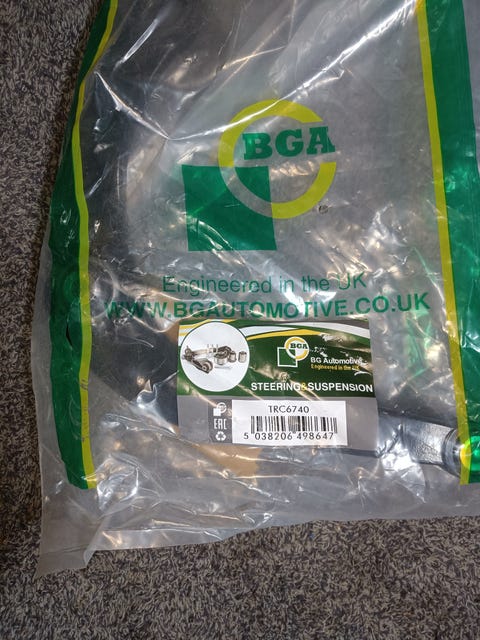 BGA
Engineered in the UK
WWW.BGAUTOMOTIVE.CO.UK
BGA
BG Automotive
Engineered in the UK
STEERING&SUSPENSION
TRC6740
EAC
5 038206 498647